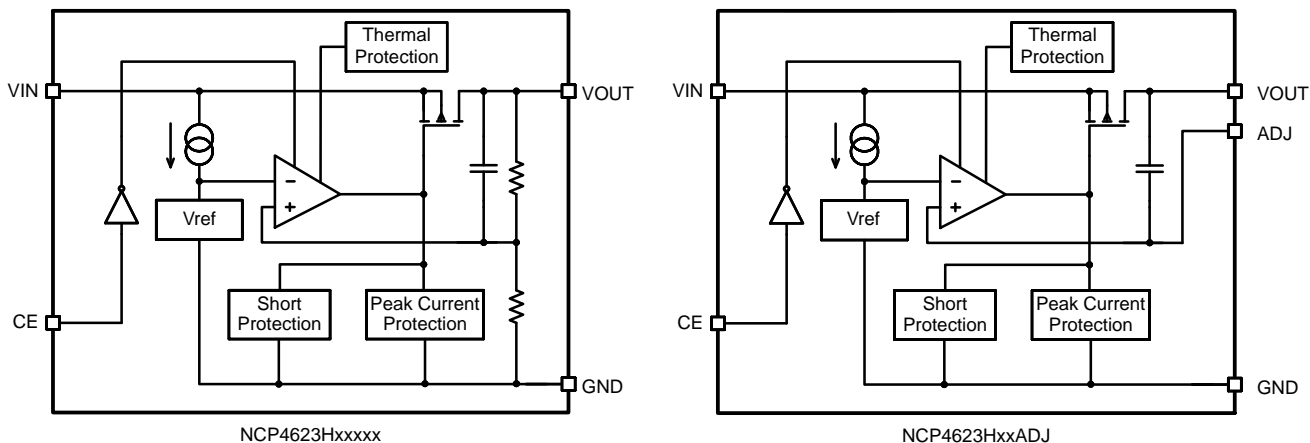 Thermal
Protection
VIN
VOUT
−
+
Vref
Short
Protection
Peak Current
Protection
CE
GND
NCP4623Hxxxxx
Thermal
Protection
VIN
VOUT
ADJ
−
+
Vref
Short
Protection
Peak Current
Protection
CE
GND
NCP4623HxxADJ